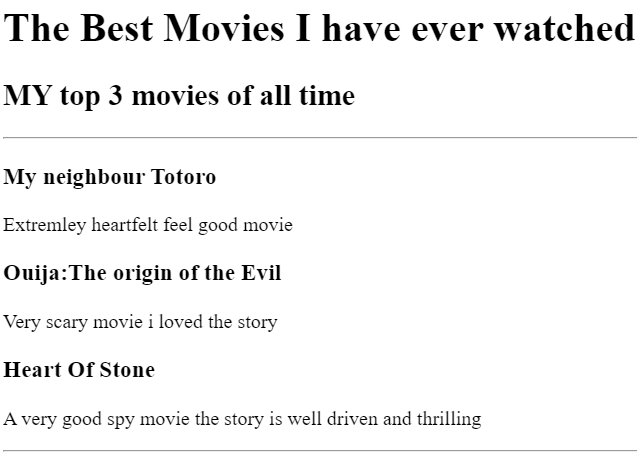 The Best Movies I have ever watched
MY top 3 movies of all time
My neighbour Totoro
Extremley heartfelt feel good movie
Ouija:The origin of the Evil
Very scary movie i loved the story
Heart Of Stone
A very good spy movie the story is well driven and thrilling